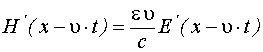 H'(x − υ·t) = ευ/c E'(x − υ·t)